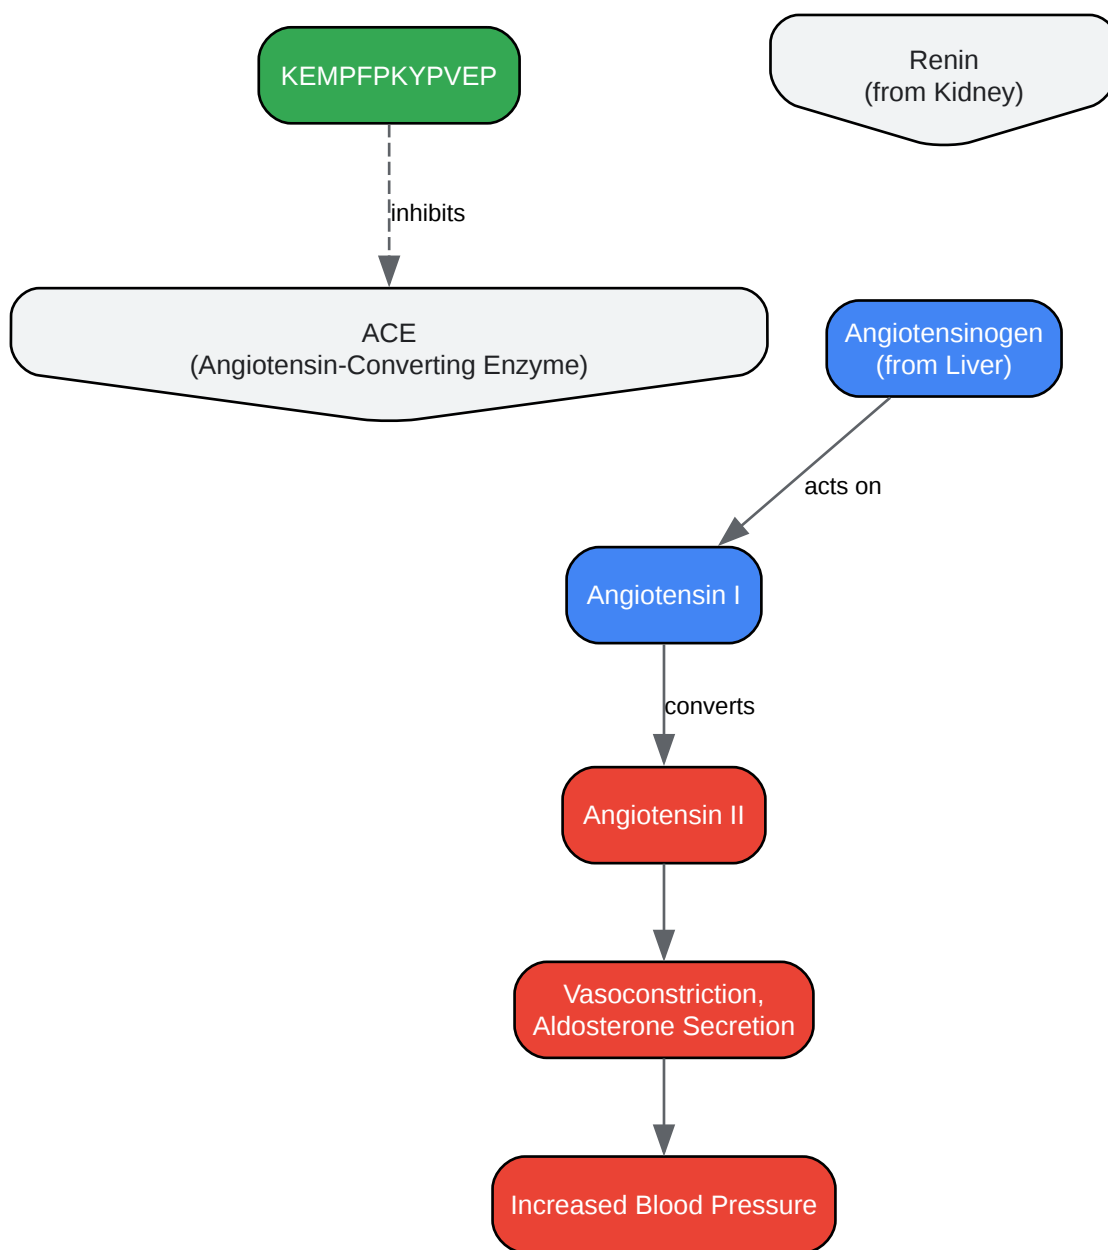 KEMPFPKYPVEP
Renin
(from Kidney)
inhibits
ACE
(Angiotensin-Converting Enzyme)
Angiotensinogen
(from Liver)
acts on
Angiotensin I
converts
Angiotensin II
Vasoconstriction,
Aldosterone Secretion
Increased Blood Pressure